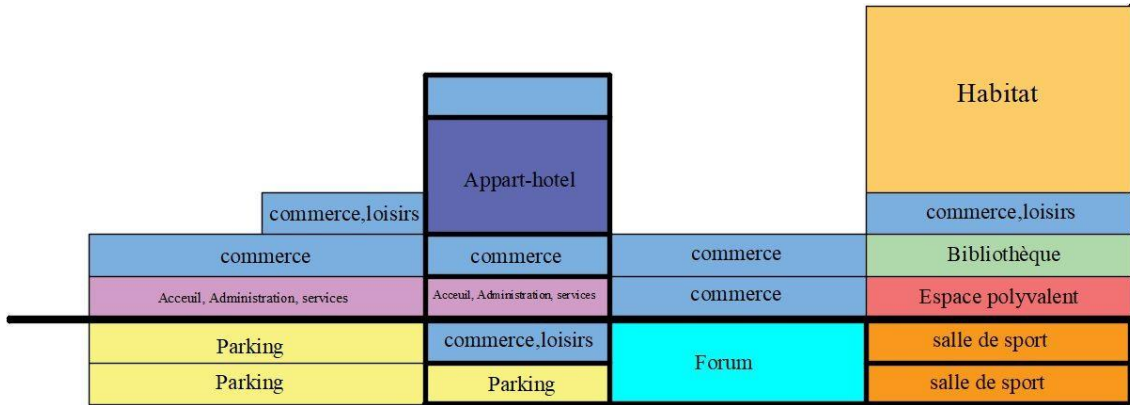 Habitat
Appart-hotel
commerce,loisirs
commerce,loisirs
commerce
commerce
commerce
Bibliothèque
Acceuil, Administration, services
Acceuil, Administration, services
commerce
Espace polyvalent
Parking
commerce,loisirs
Forum
salle de sport
Parking
Parking
salle de sport